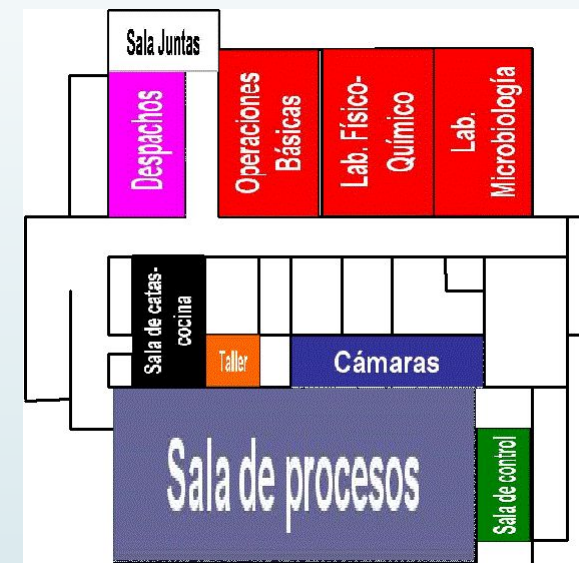 Sala Juntas
Despachos
Operaciones
Básicas
Lab. Físico-
Químico
Lab.
Microbiología
Sala de catas-
cocina
Taller
Cámaras
Sala de procesos
Sala de control